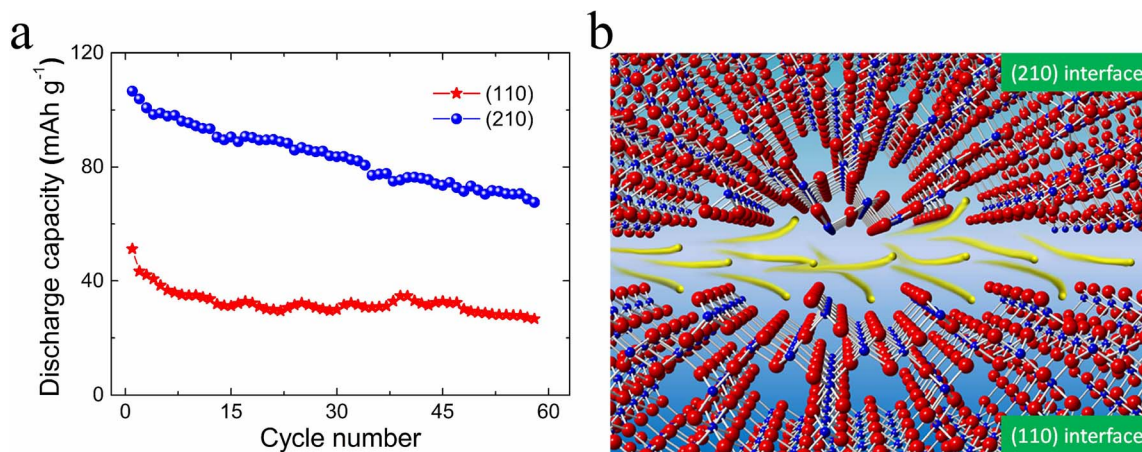 a
120
80
40
0
Discharge capacity (mAh g⁻¹)
(110)
(210)
0 15 30 45 60
Cycle number
b
(210) interface
(110) interface